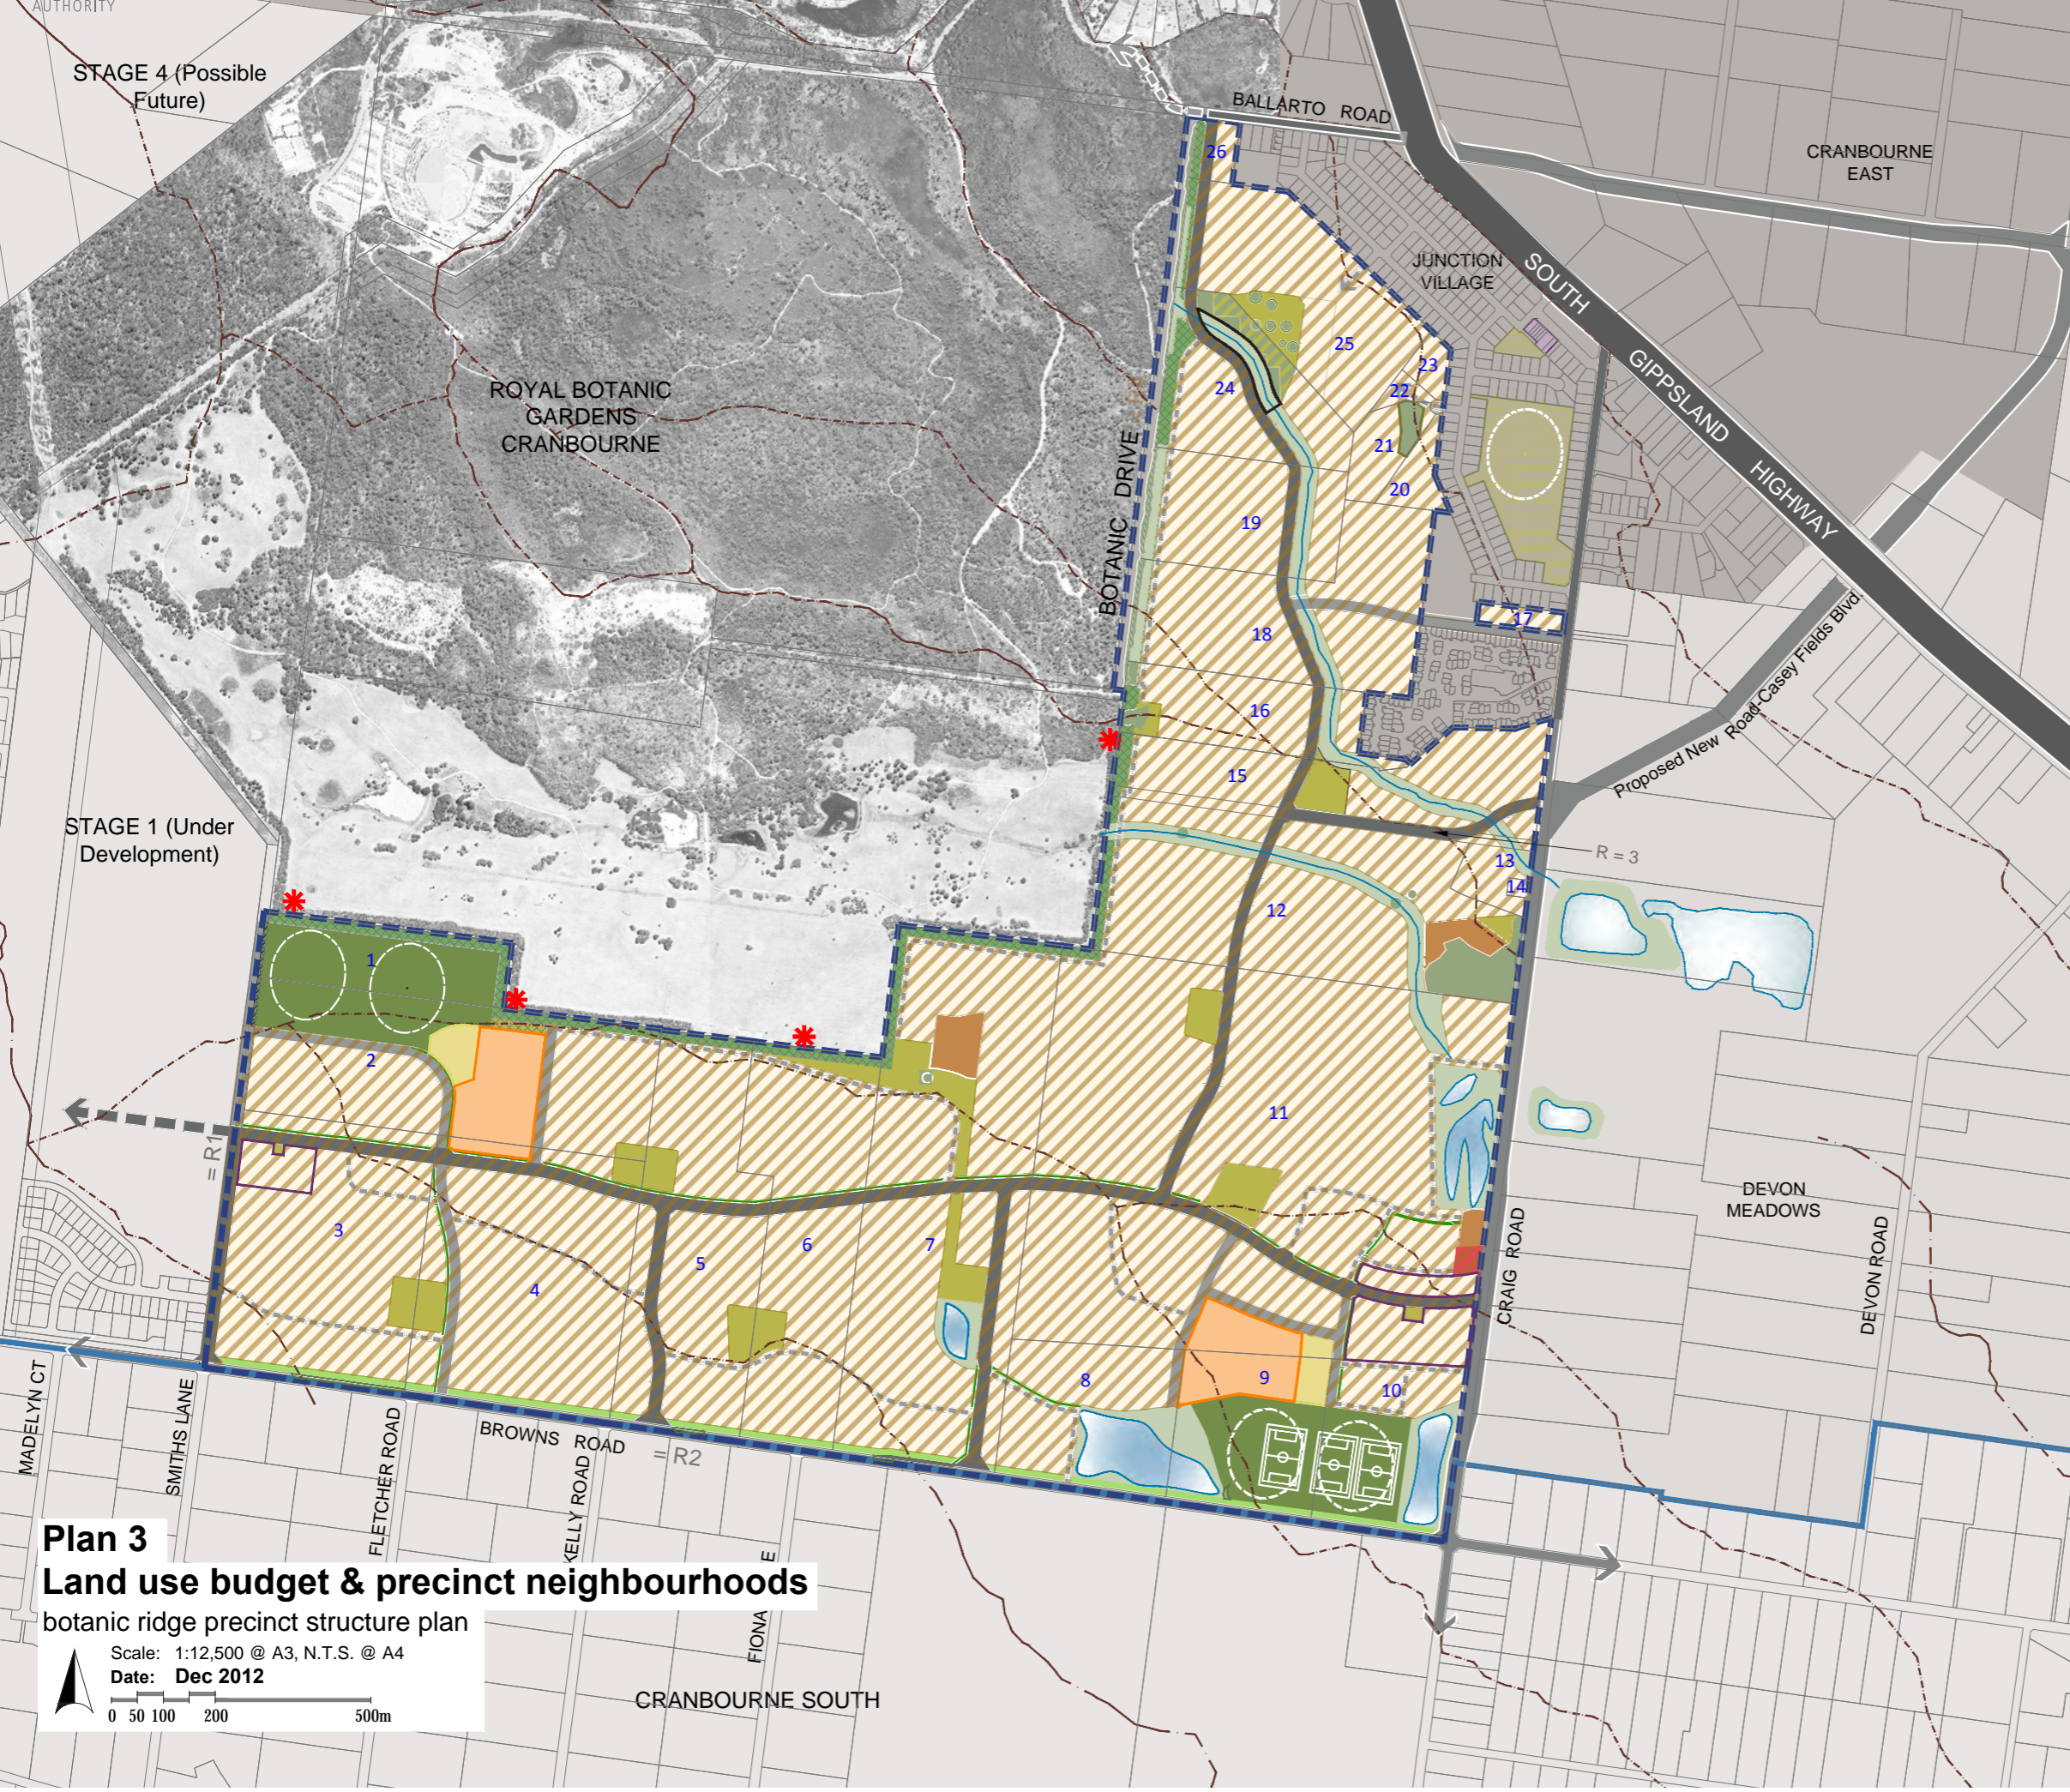 AUTHORITY
STAGE 4 (Possible
Future)
BALLARTO ROAD
CRANBOURNE
EAST
26
JUNCTION
VILLAGE
SOUTH GIPPSLAND HIGHWAY
25
23
24
22
21
20
ROYAL BOTANIC
GARDENS
CRANBOURNE
BOTANIC DRIVE
19
18
17
16
15
Proposed New Road-Casey Fields Blvd.
STAGE 1 (Under
Development)
R = 3
13
14
12
1
2
11
= R1
3
4
5
6
7
8
9
10
DEVON
MEADOWS
CRAIG ROAD
DEVON ROAD
MADELYN CT
SMITHS LANE
FLETCHER ROAD
BROWNS ROAD
= R2
KELLY ROAD
FIONA
E
Plan 3
Land use budget & precinct neighbourhoods
botanic ridge precinct structure plan
Scale: 1:12,500 @ A3, N.T.S. @ A4
Date: Dec 2012
0 50 100 200 500m
CRANBOURNE SOUTH